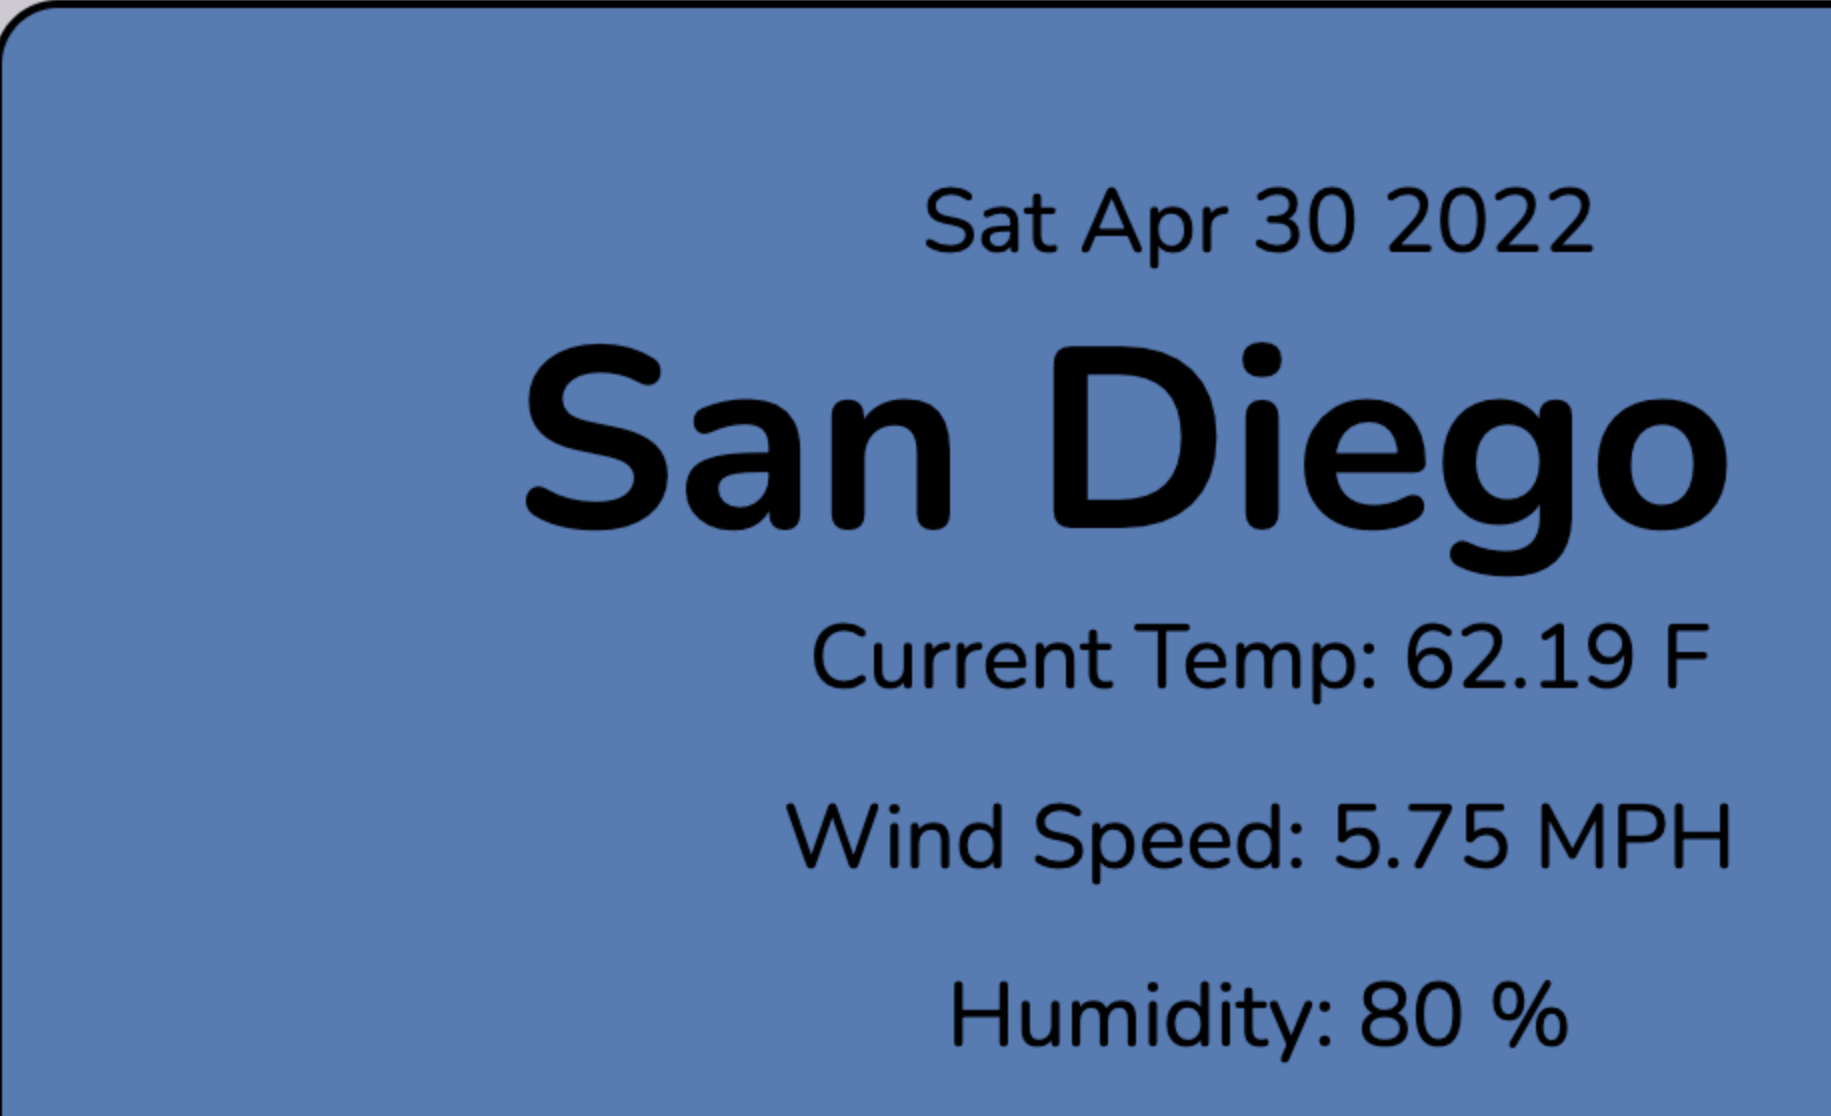 Sat Apr 30 2022
San Diego
Current Temp: 62.19 F
Wind Speed: 5.75 MPH
Humidity: 80 %